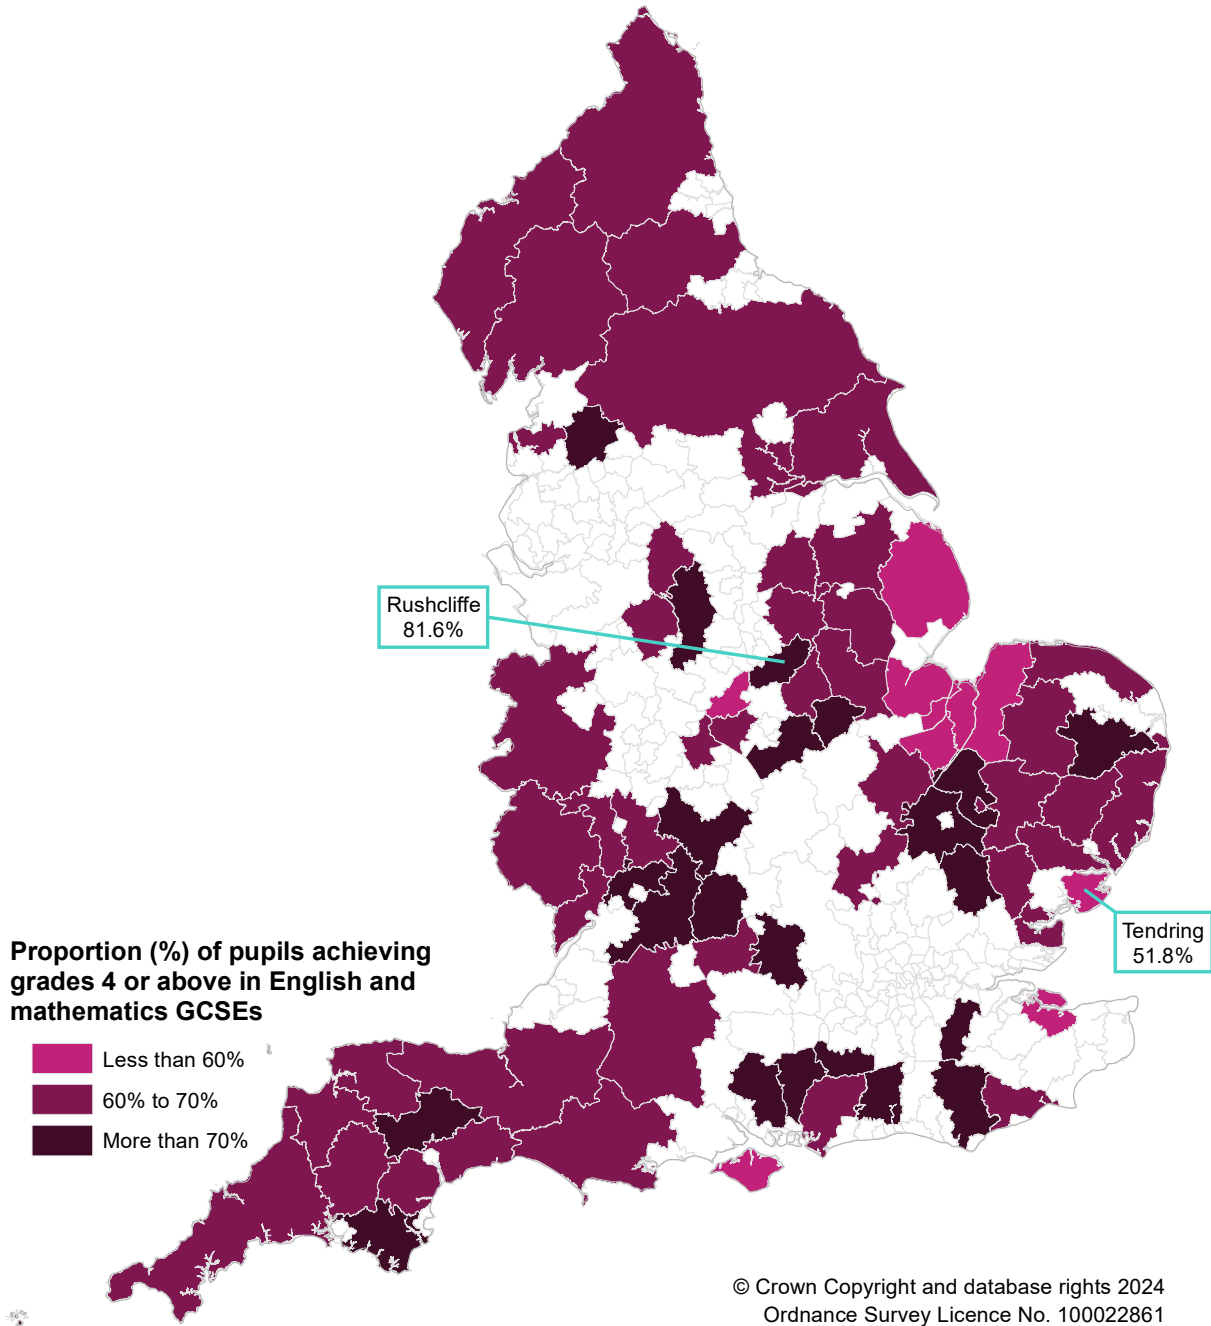 Rushcliffe
81.6%
Tendring
51.8%
Proportion (%) of pupils achieving
grades 4 or above in English and
mathematics GCSEs
Less than 60%
60% to 70%
More than 70%
© Crown Copyright and database rights 2024
Ordnance Survey Licence No. 100022861